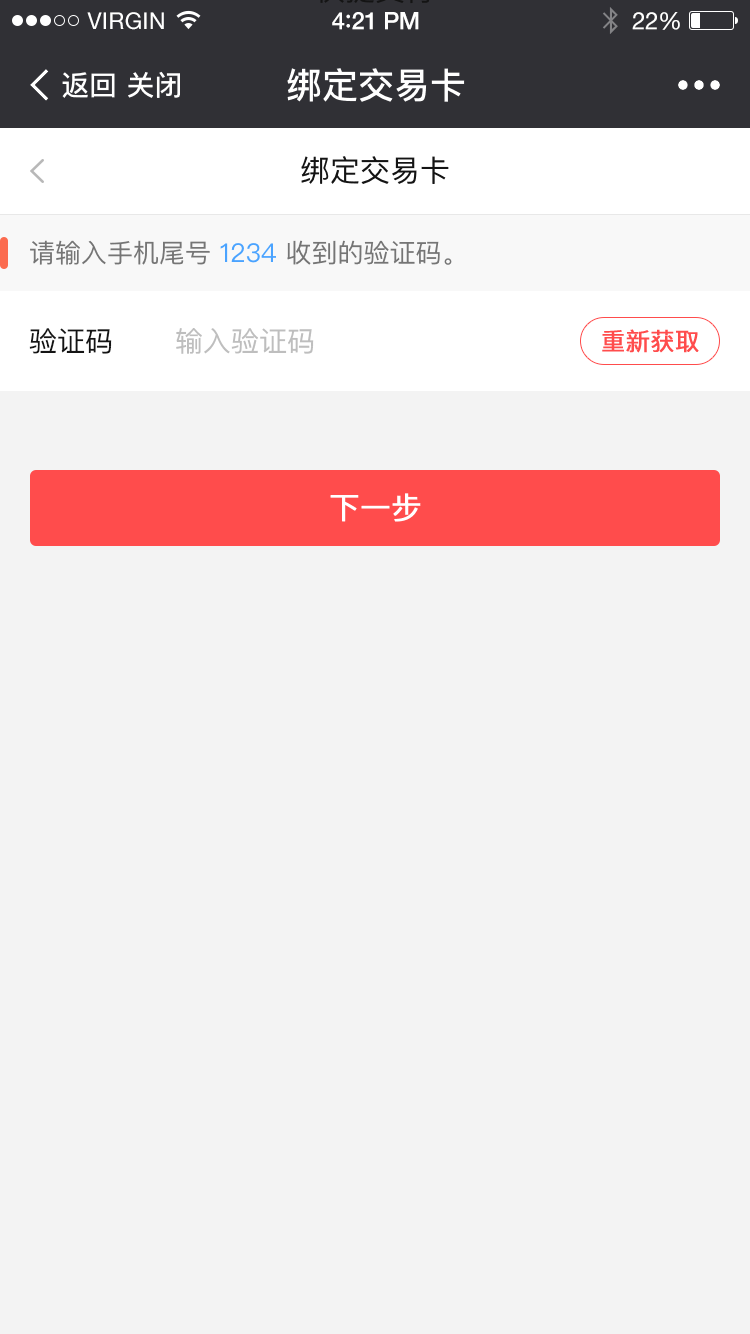 VIRGIN 4:21 PM 22%
返回 关闭 绑定交易卡
绑定交易卡
请输入手机尾号 1234 收到的验证码。
验证码 输入验证码 重新获取
下一步